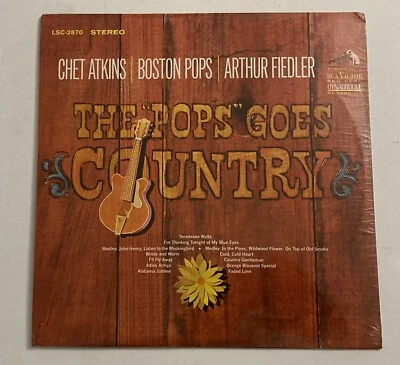 LSC-2870 STEREO
CHET ATKINS | BOSTON POPS | ARTHUR FIEDLER
RCA VICTOR
RED SEAL
DYNAGROOVE
THE "POPS" GOES
COUNTRY
Tennessee Waltz
I'm Thinking Tonight of My Blue Eyes
Medley: John Henry, Listen to the Mockingbird • Medley: In the Pines, Wildwood Flower, On Top of Old Smoky
Windy and Warm Cold, Cold Heart
I'll Fly Away Country Gentleman
Adios Amigo Orange Blossom Special
Alabama Jubilee Faded Love